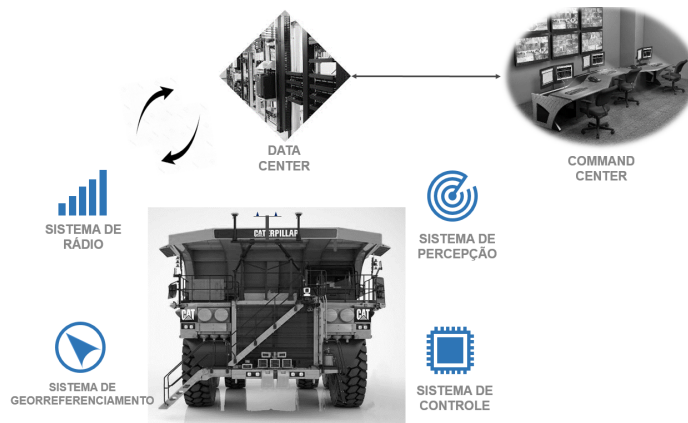 DATA
CENTER
COMMAND
CENTER
SISTEMA DE
RÁDIO
SISTEMA DE
PERCEPÇÃO
CATERPILLAR
CAT
CAT
SISTEMA DE
GEORREFERENCIAMENTO
SISTEMA DE
CONTROLE